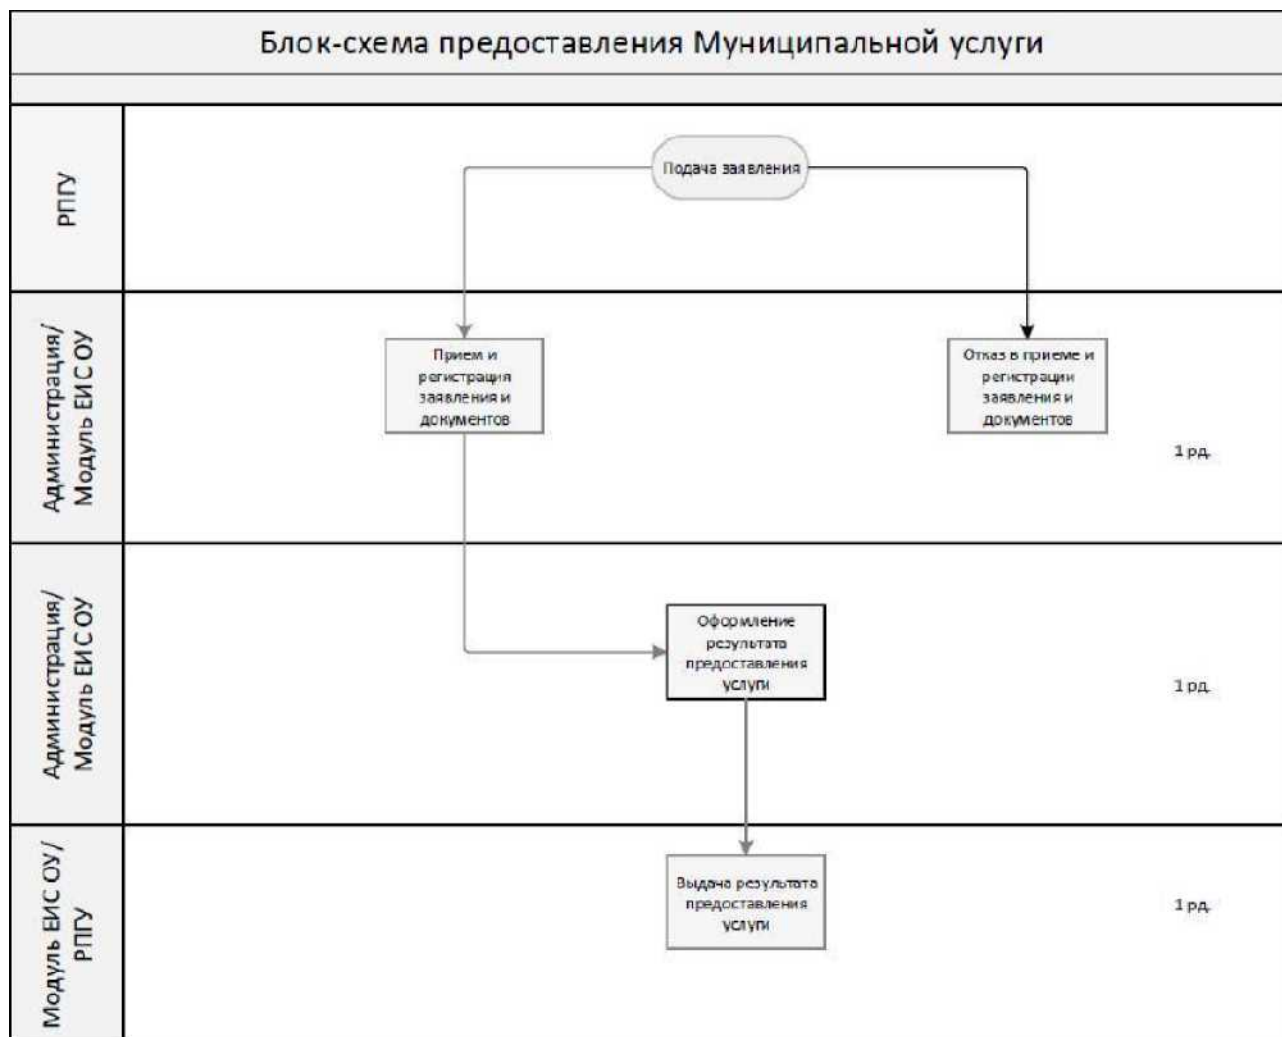 Блок-схема предоставления Муниципальной услуги
РПГУ
Подача заявления
Администрация/
Модуль ЕИС ОУ
Прием и
регистрация
заявления и
документов
Отказ в приеме и
регистрации
заявления и
документов
1 рд.
Администрация/
Модуль ЕИС ОУ
Оформление
результата
предоставления
услуги
1 рд.
Модуль ЕИС ОУ/
РПГУ
Выдача результата
предоставления
услуги
1 рд.